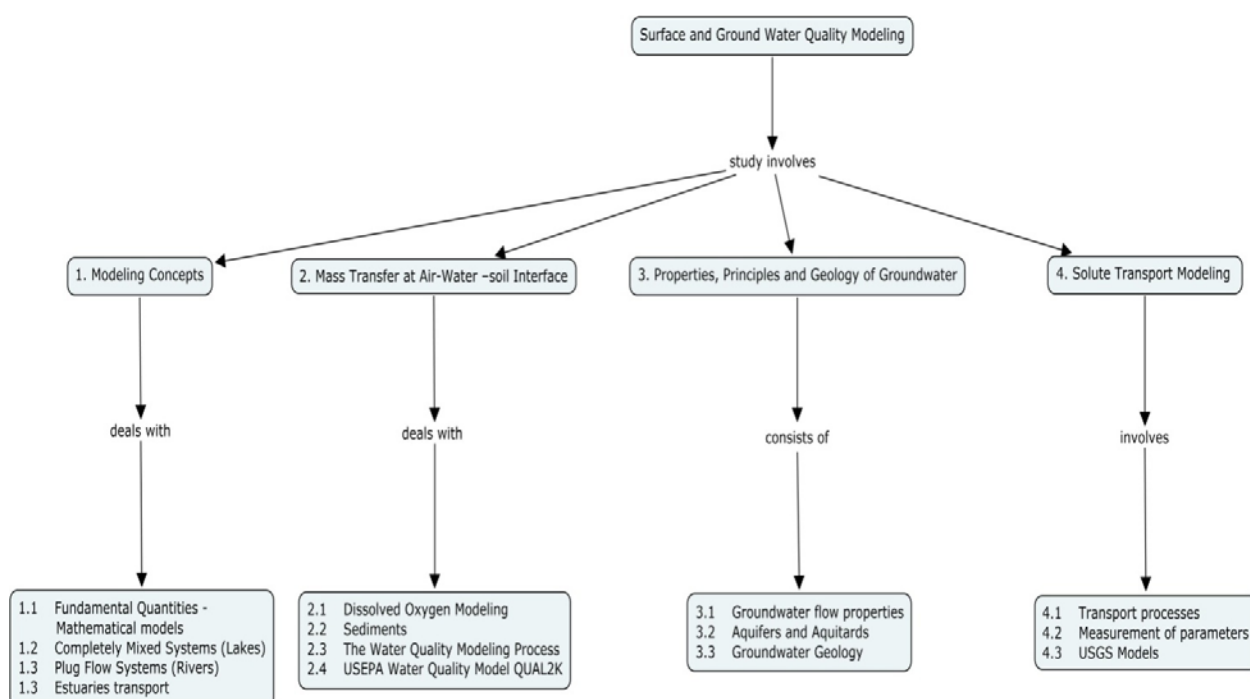 Surface and Ground Water Quality Modeling
study involves
1. Modeling Concepts
2. Mass Transfer at Air-Water –soil Interface
3. Properties, Principles and Geology of Groundwater
4. Solute Transport Modeling
deals with
deals with
consists of
involves
1.1 Fundamental Quantities -
Mathematical models
1.2 Completely Mixed Systems (Lakes)
1.3 Plug Flow Systems (Rivers)
1.3 Estuaries transport
2.1 Dissolved Oxygen Modeling
2.2 Sediments
2.3 The Water Quality Modeling Process
2.4 USEPA Water Quality Model QUAL2K
3.1 Groundwater flow properties
3.2 Aquifers and Aquitards
3.3 Groundwater Geology
4.1 Transport processes
4.2 Measurement of parameters
4.3 USGS Models